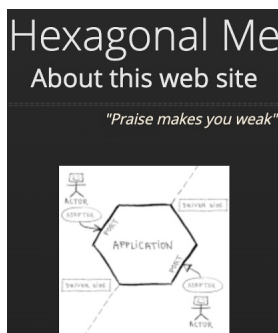 Hexagonal Me
About this web site
"Praise makes you weak"
ACTOR
ADAPTER
PORT
DRIVER SIDE
APPLICATION
PORT
DRIVEN SIDE
ADAPTER
ACTOR